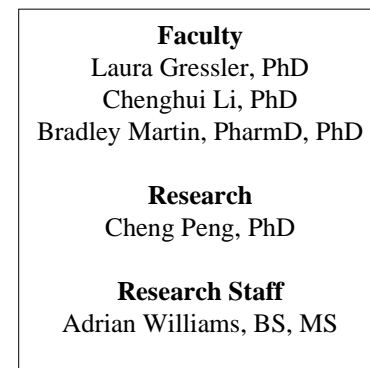 Faculty
Laura Gressler, PhD
Chenghui Li, PhD
Bradley Martin, PharmD, PhD
Research
Cheng Peng, PhD
Research Staff
Adrian Williams, BS, MS